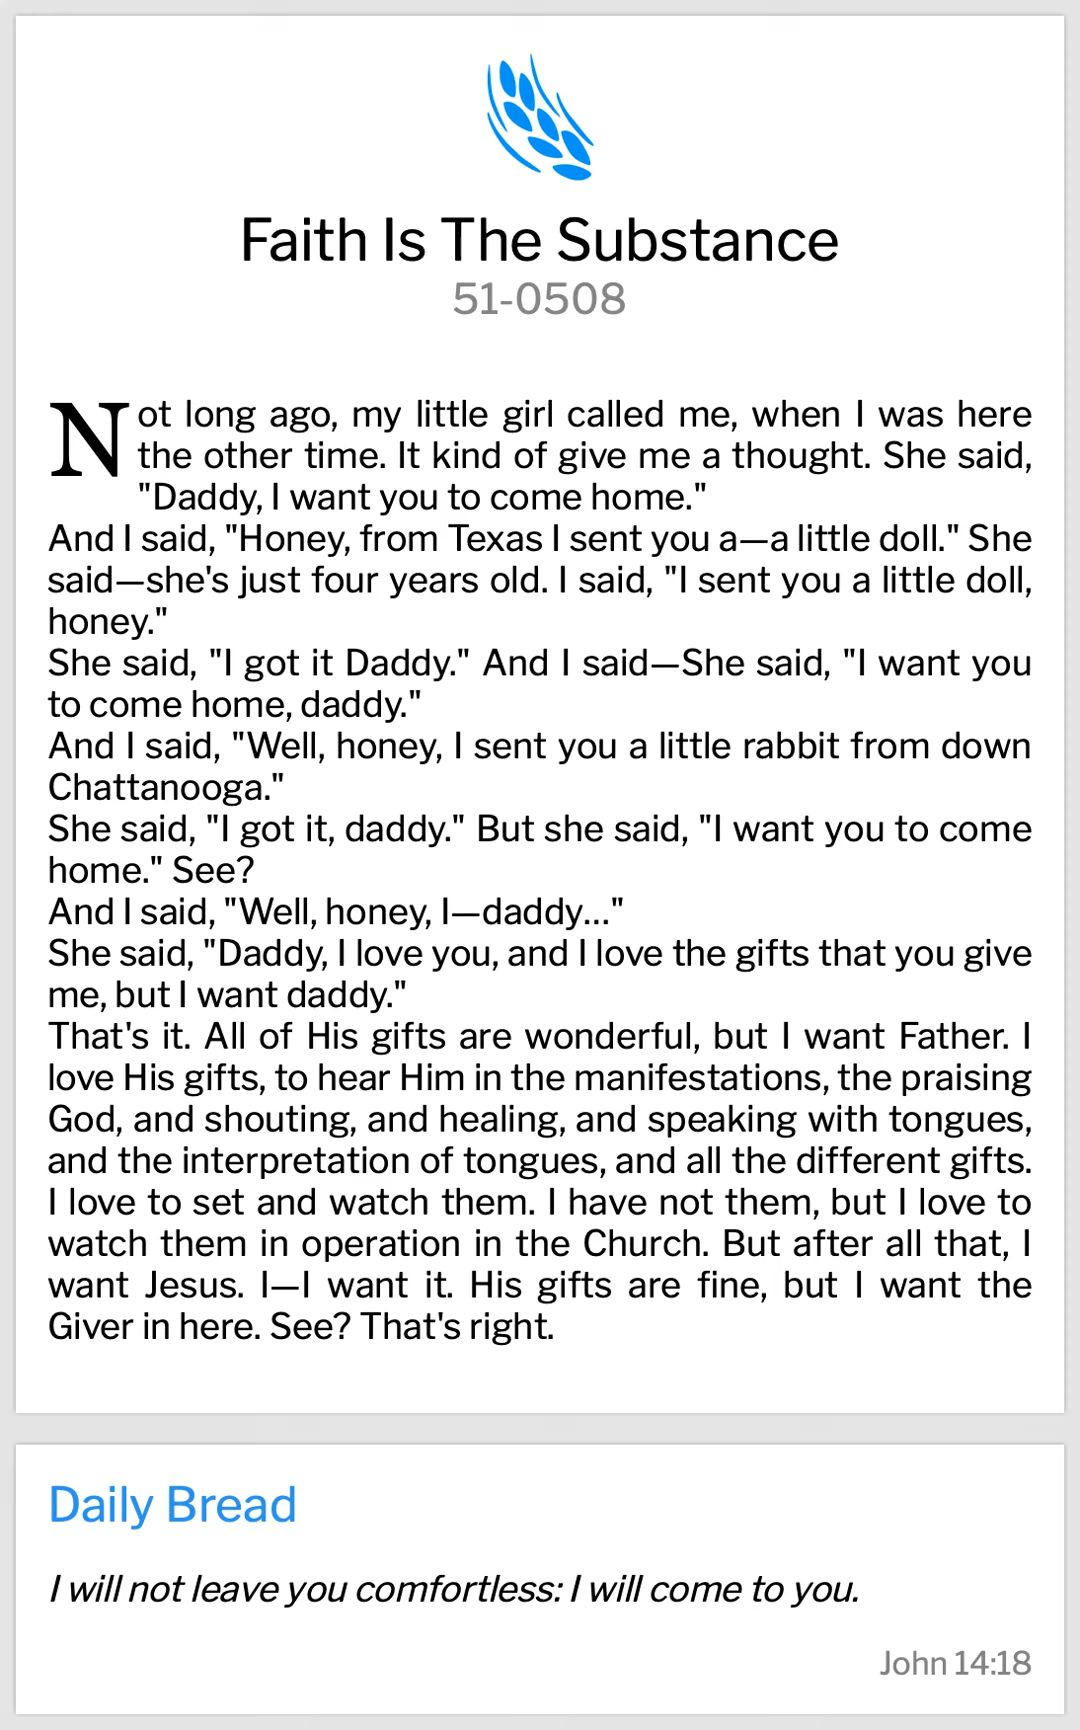 Faith Is The Substance
51-0508
Not long ago, my little girl called me, when I was here
the other time. It kind of give me a thought. She said,
"Daddy, I want you to come home."
And I said, "Honey, from Texas I sent you a—a little doll." She
said—she's just four years old. I said, "I sent you a little doll,
honey."
She said, "I got it Daddy." And I said—She said, "I want you
to come home, daddy."
And I said, "Well, honey, I sent you a little rabbit from down
Chattanooga."
She said, "I got it, daddy." But she said, "I want you to come
home." See?
And I said, "Well, honey, I—daddy..."
She said, "Daddy, I love you, and I love the gifts that you give
me, but I want daddy."
That's it. All of His gifts are wonderful, but I want Father. I
love His gifts, to hear Him in the manifestations, the praising
God, and shouting, and healing, and speaking with tongues,
and the interpretation of tongues, and all the different gifts.
I love to set and watch them. I have not them, but I love to
watch them in operation in the Church. But after all that, I
want Jesus. I—I want it. His gifts are fine, but I want the
Giver in here. See? That's right.
Daily Bread
I will not leave you comfortless: I will come to you.
John 14:18